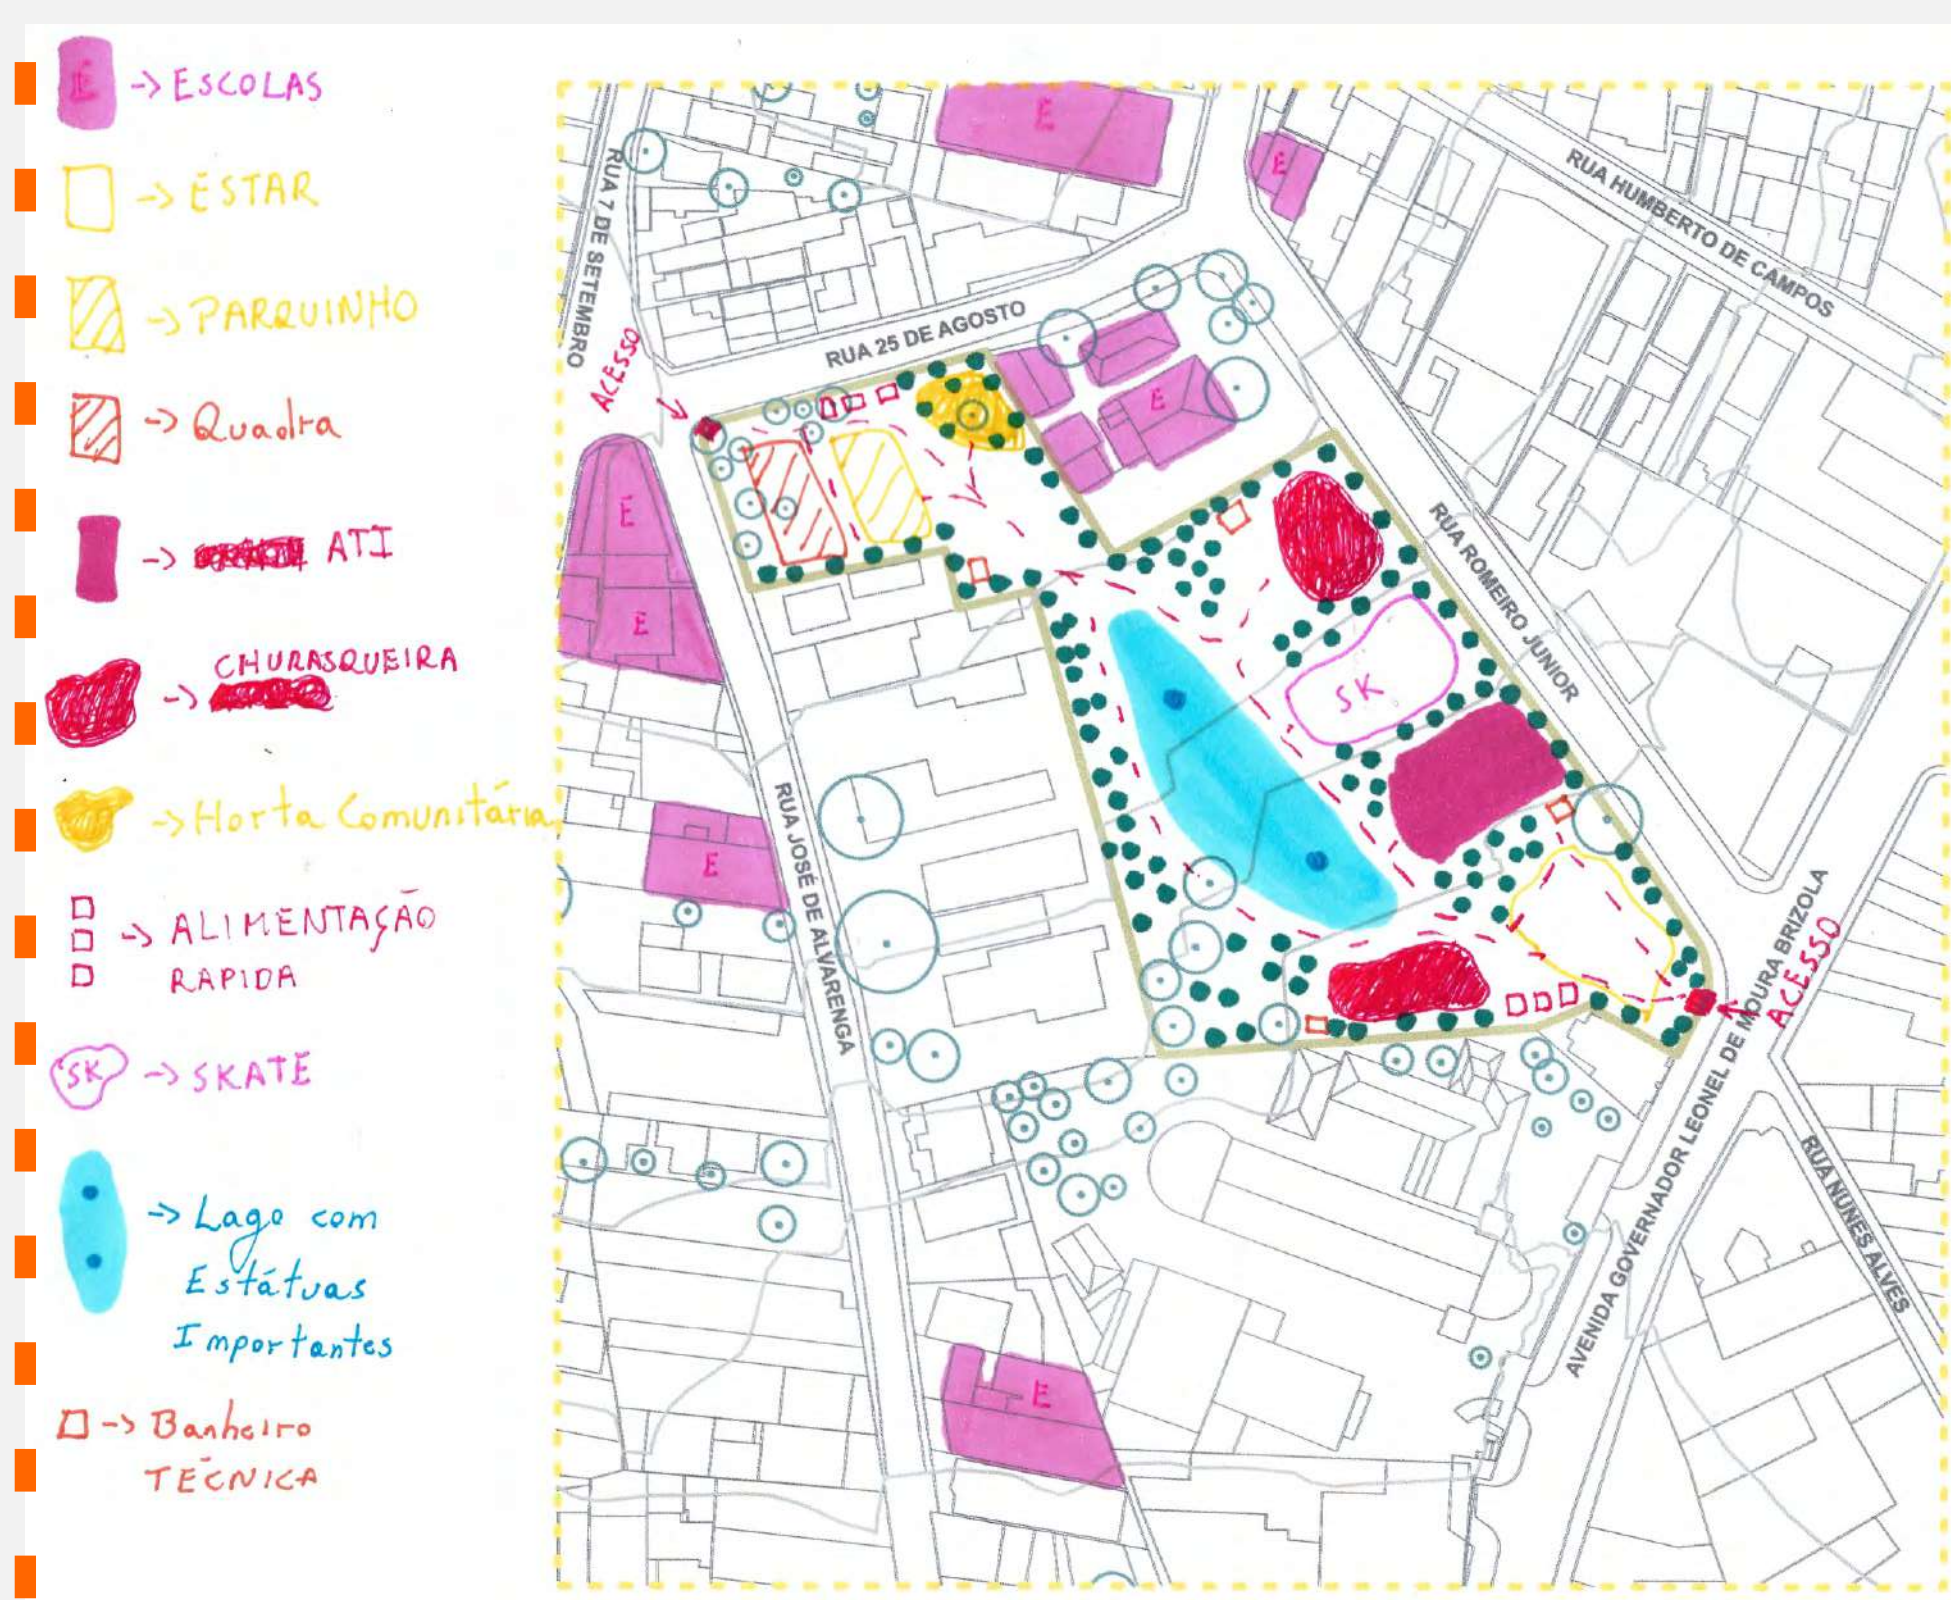 E -> ESCOLAS
-> ESTAR
-> PARQUINHO
-> Quadra
-> ATI
-> CHURASQUEIRA
-> Horta Comunitária
-> ALIMENTAÇÃO
RAPIDA
SK -> SKATE
-> Lago com
Estátuas
Importantes
-> Banheiro
TÉCNICA
E
E
RUA HUMBERTO DE CAMPOS
RUA 7 DE SETEMBRO
RUA 25 DE AGOSTO
ACESSO
E
E
E
RUA ROMEIRO JUNIOR
SK
RUA JOSÉ DE ALVARENGA
E
ACESSO
AVENIDA GOVERNADOR LEONEL DE MOURA BRIZOLA
RUA NUNES ALVES
E